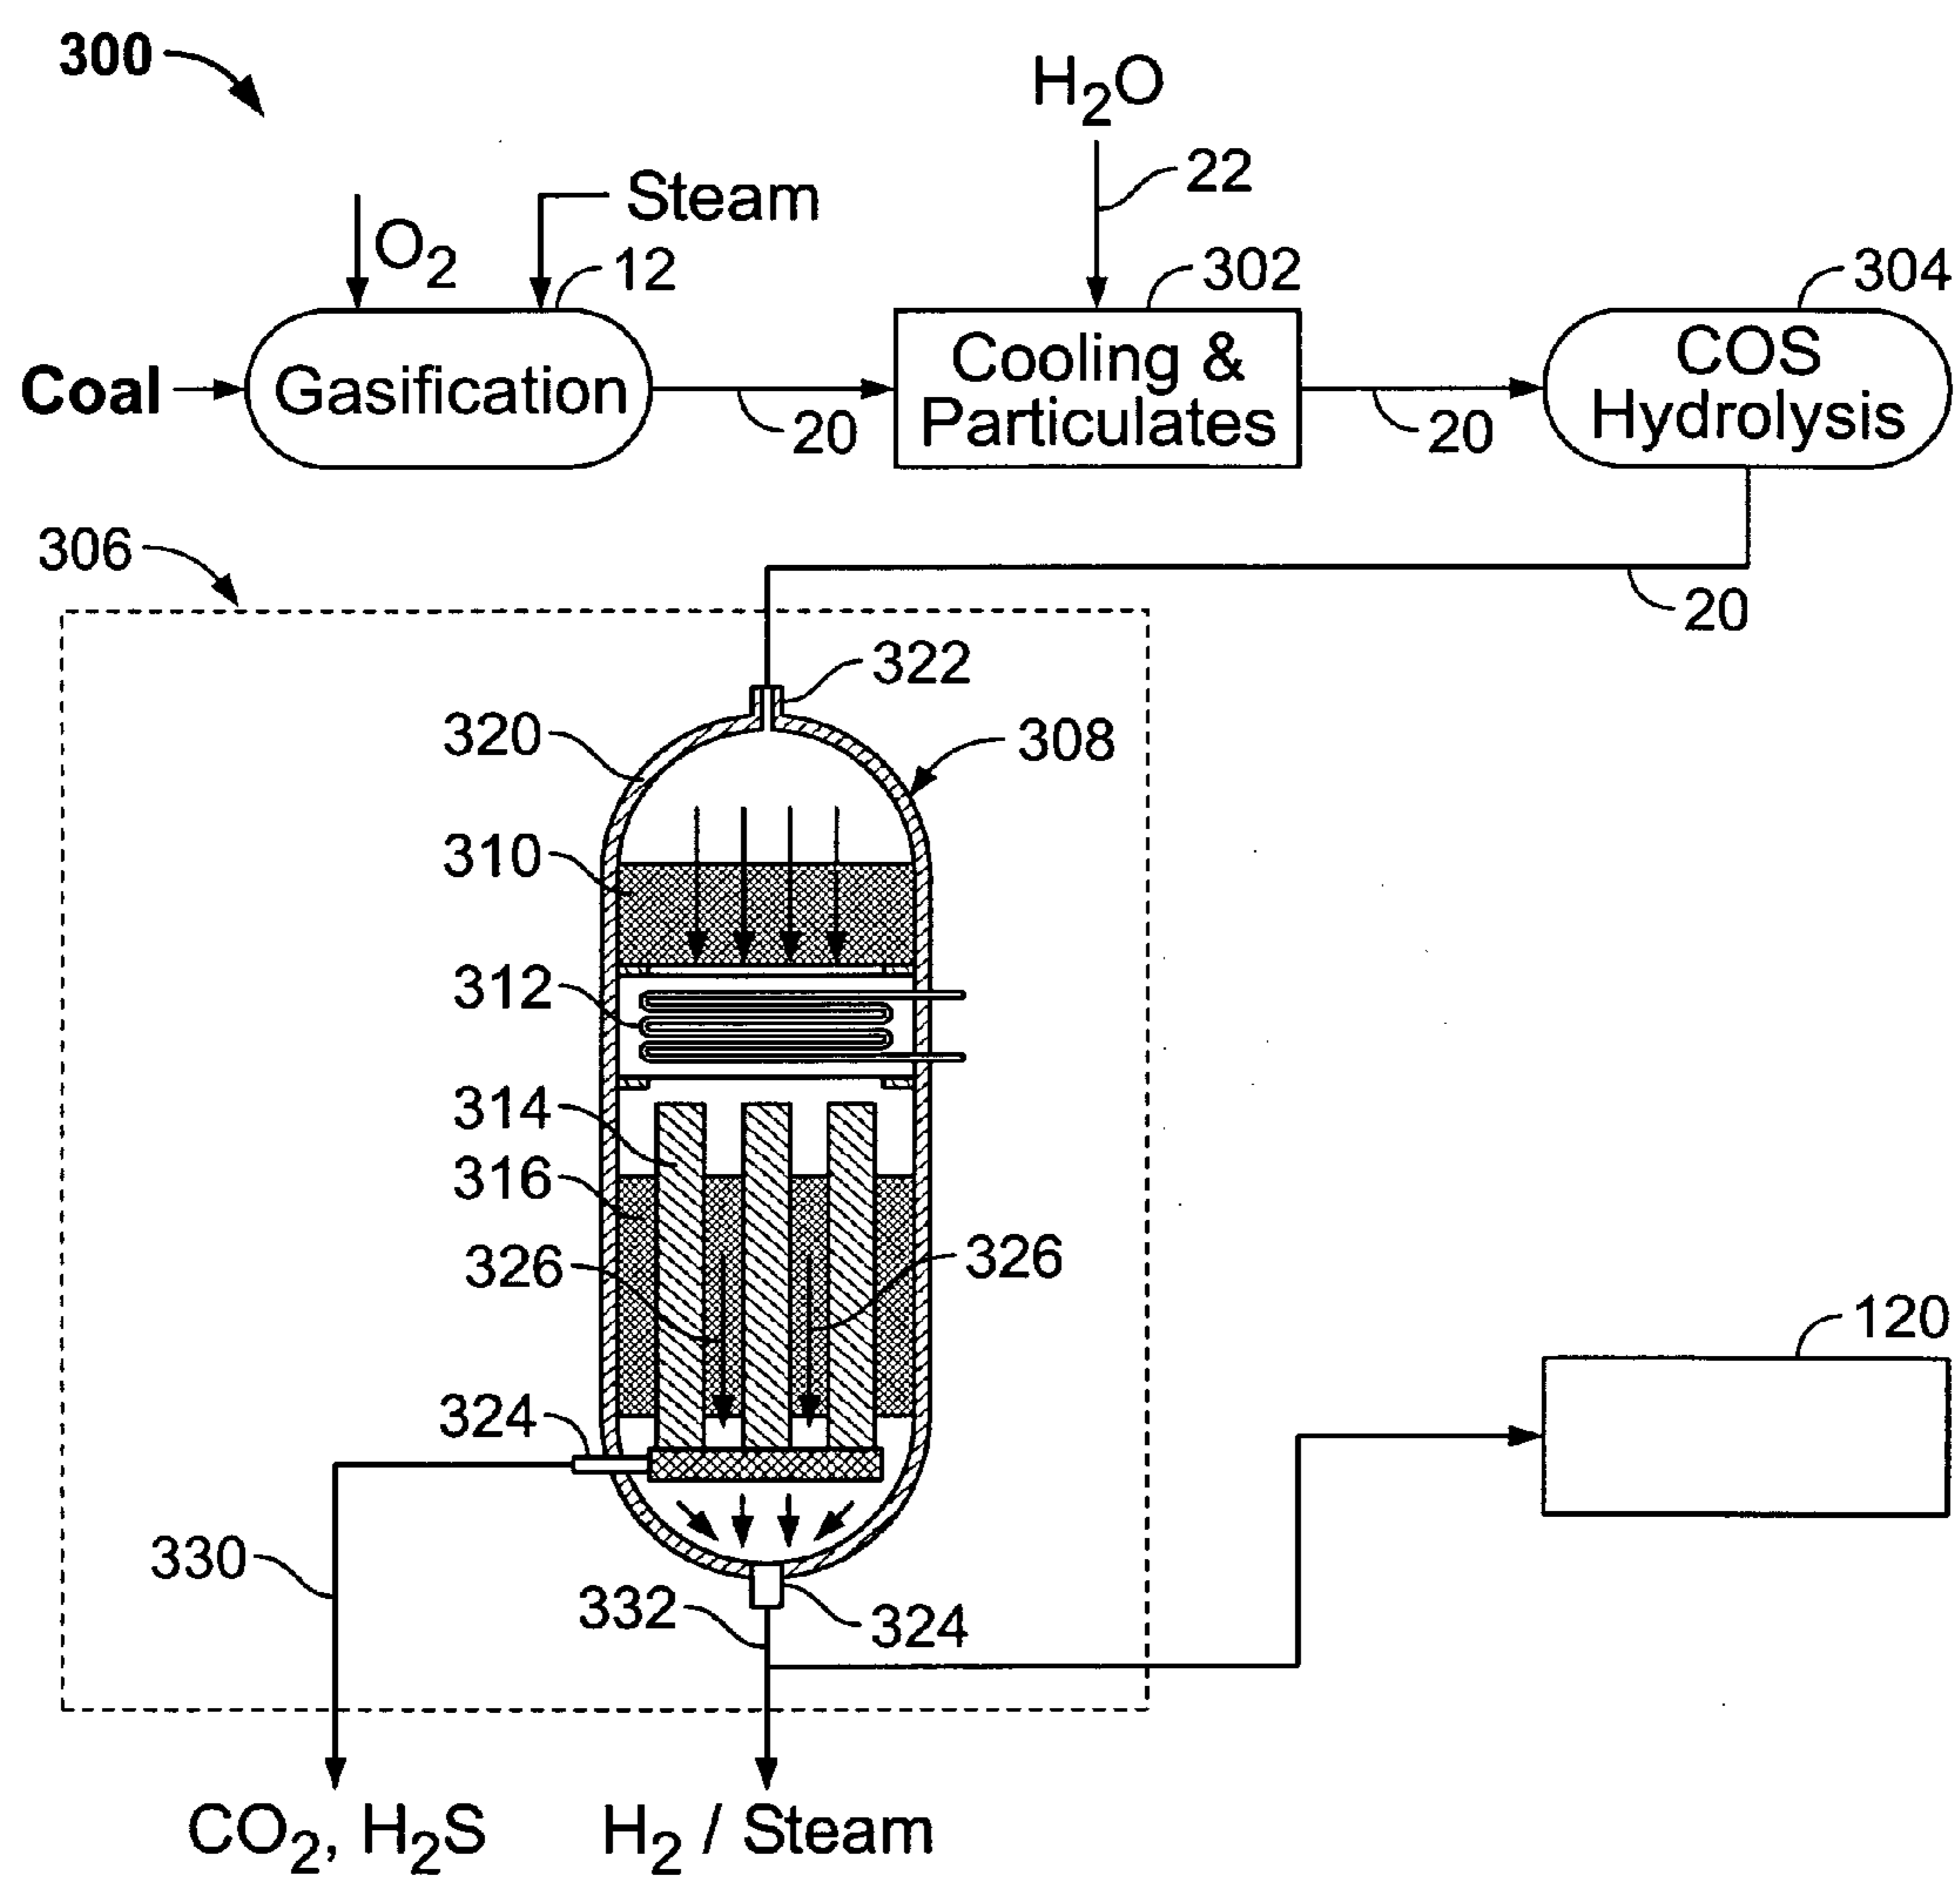 300
H2O
22
Steam
O2
12
302
304
Coal
Gasification
20
Cooling &
Particulates
20
COS
Hydrolysis
306
20
322
320
308
310
312
314
316
326
326
120
324
330
332
324
CO2, H2S
H2 / Steam